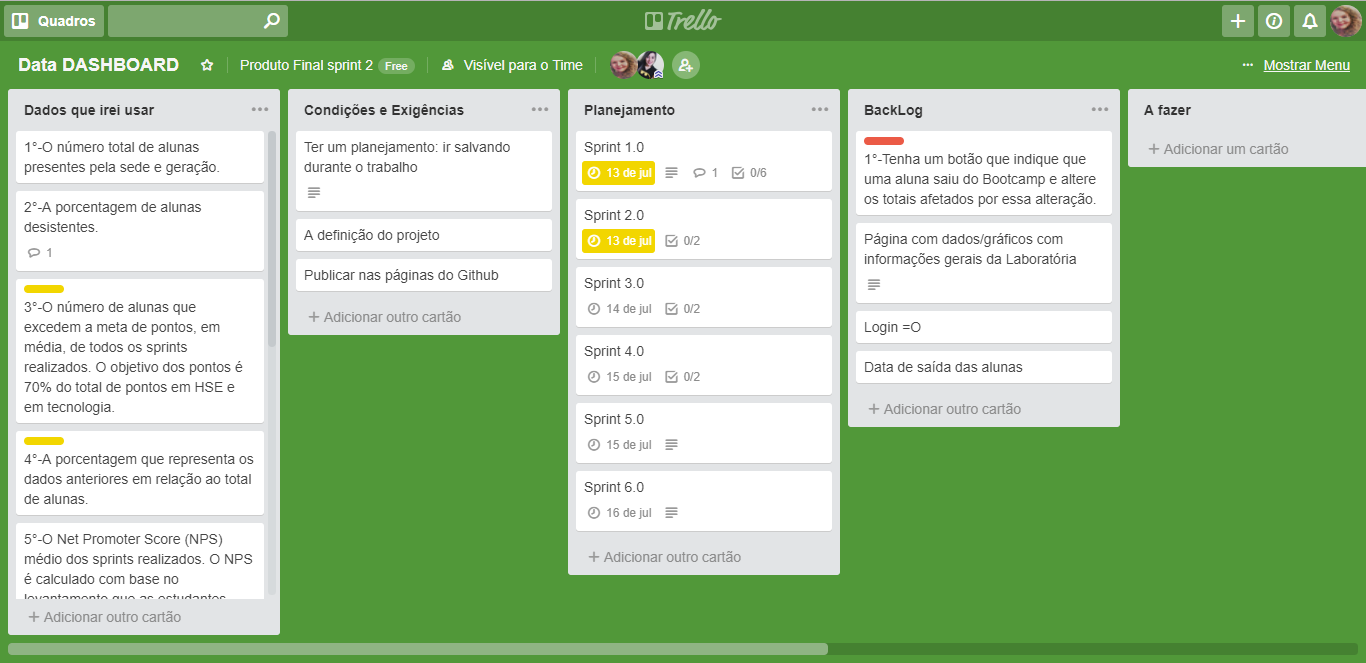 Quadros
Trello
Data DASHBOARD
Produto Final sprint 2 Free
Visível para o Time
Mostrar Menu
Dados que irei usar
1°-O número total de alunas
presentes pela sede e geração.
2°-A porcentagem de alunas
desistentes.
1
3°-O número de alunas que
excedem a meta de pontos, em
média, de todos os sprints
realizados. O objetivo dos pontos é
70% do total de pontos em HSE e
em tecnologia.
4°-A porcentagem que representa os
dados anteriores em relação ao total
de alunas.
5°-O Net Promoter Score (NPS)
médio dos sprints realizados. O NPS
é calculado com base no
levantamento que as estudantes
+ Adicionar outro cartão
Condições e Exigências
Ter um planejamento: ir salvando
durante o trabalho
A definição do projeto
Publicar nas páginas do Github
+ Adicionar outro cartão
Planejamento
Sprint 1.0
13 de jul 1 0/6
Sprint 2.0
13 de jul 0/2
Sprint 3.0
14 de jul 0/2
Sprint 4.0
15 de jul 0/2
Sprint 5.0
15 de jul
Sprint 6.0
16 de jul
+ Adicionar outro cartão
BackLog
1°-Tenha um botão que indique que
uma aluna saiu do Bootcamp e altere
os totais afetados por essa alteração.
Página com dados/gráficos com
informações gerais da Laboratória
Login =O
Data de saída das alunas
+ Adicionar outro cartão
A fazer
+ Adicionar um cartão